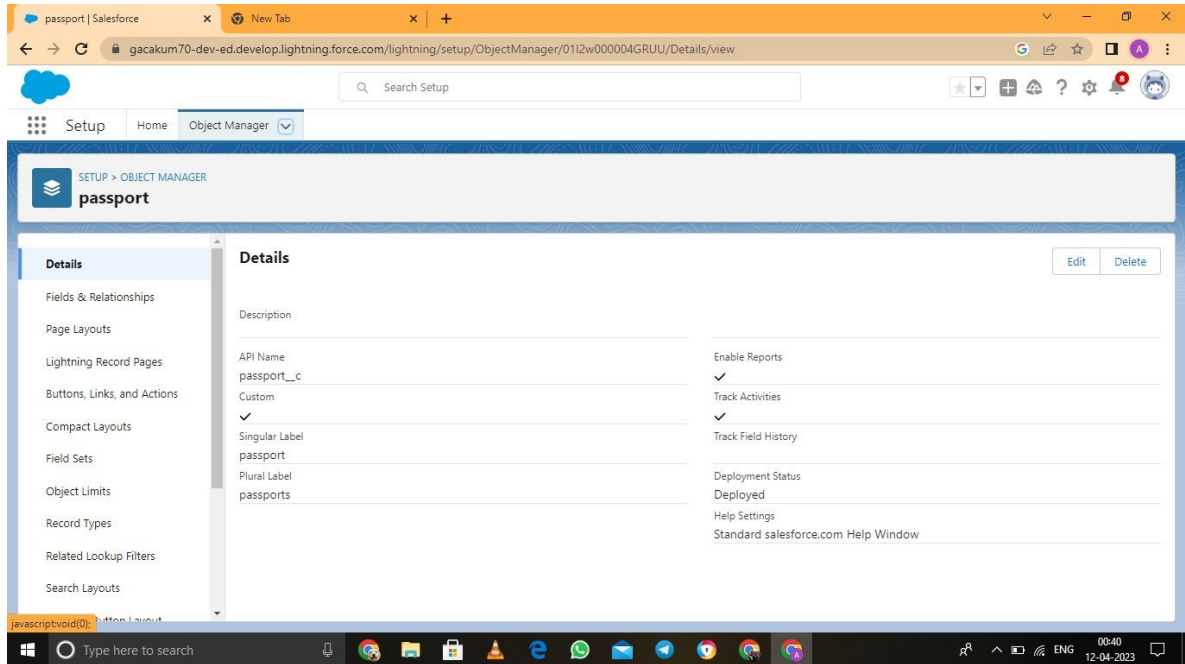 passport | Salesforce
New Tab
gacakum70-dev-ed.develop.lightning.force.com/lightning/setup/ObjectManager/01I2w000004GRUU/Details/view
G
A
Search Setup
8
Setup
Home
Object Manager
SETUP > OBJECT MANAGER
passport
Details
Fields & Relationships
Page Layouts
Lightning Record Pages
Buttons, Links, and Actions
Compact Layouts
Field Sets
Object Limits
Record Types
Related Lookup Filters
Search Layouts
Details
Edit
Delete
Description
API Name
passport__c
Custom
Singular Label
passport
Plural Label
passports
Enable Reports
Track Activities
Track Field History
Deployment Status
Deployed
Help Settings
Standard salesforce.com Help Window
javascript:void(0);
Button Layout
Type here to search
ENG
00:40
12-04-2023